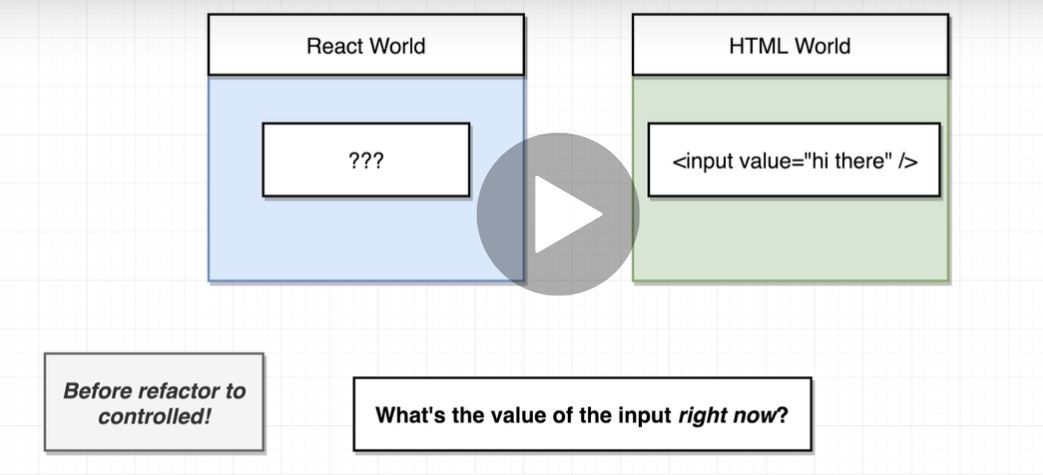 React World
HTML World
???
<input value="hi there" />
Before refactor to
controlled!
What's the value of the input right now?